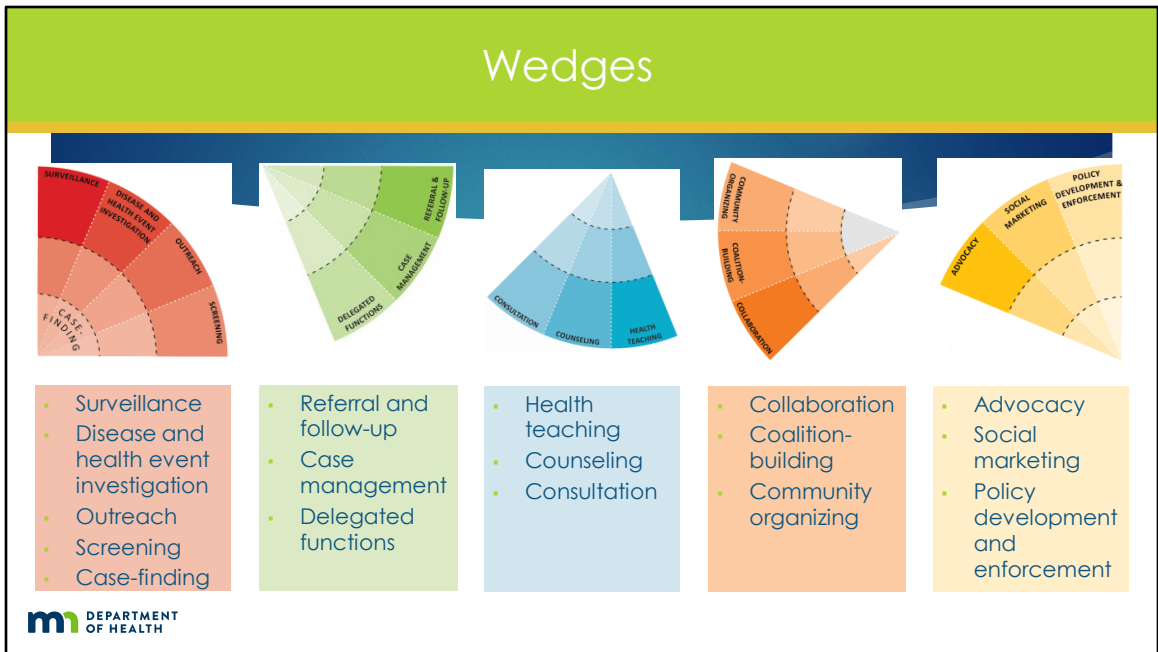 Wedges
SURVEILLANCE
DISEASE AND
HEALTH EVENT
INVESTIGATION
OUTREACH
SCREENING
CASE-
FINDING
REFERRAL &
FOLLOW-UP
CASE
MANAGEMENT
DELEGATED
FUNCTIONS
CONSULTATION
COUNSELING
HEALTH
TEACHING
COMMUNITY
ORGANIZING
COALITION-
BUILDING
COLLABORATION
ADVOCACY
SOCIAL
MARKETING
POLICY
DEVELOPMENT &
ENFORCEMENT
▪ Surveillance
▪ Disease and
health event
investigation
▪ Outreach
▪ Screening
▪ Case-finding
▪ Referral and
follow-up
▪ Case
management
▪ Delegated
functions
▪ Health
teaching
▪ Counseling
▪ Consultation
▪ Collaboration
▪ Coalition-
building
▪ Community
organizing
▪ Advocacy
▪ Social
marketing
▪ Policy
development
and
enforcement
mn DEPARTMENT
OF HEALTH